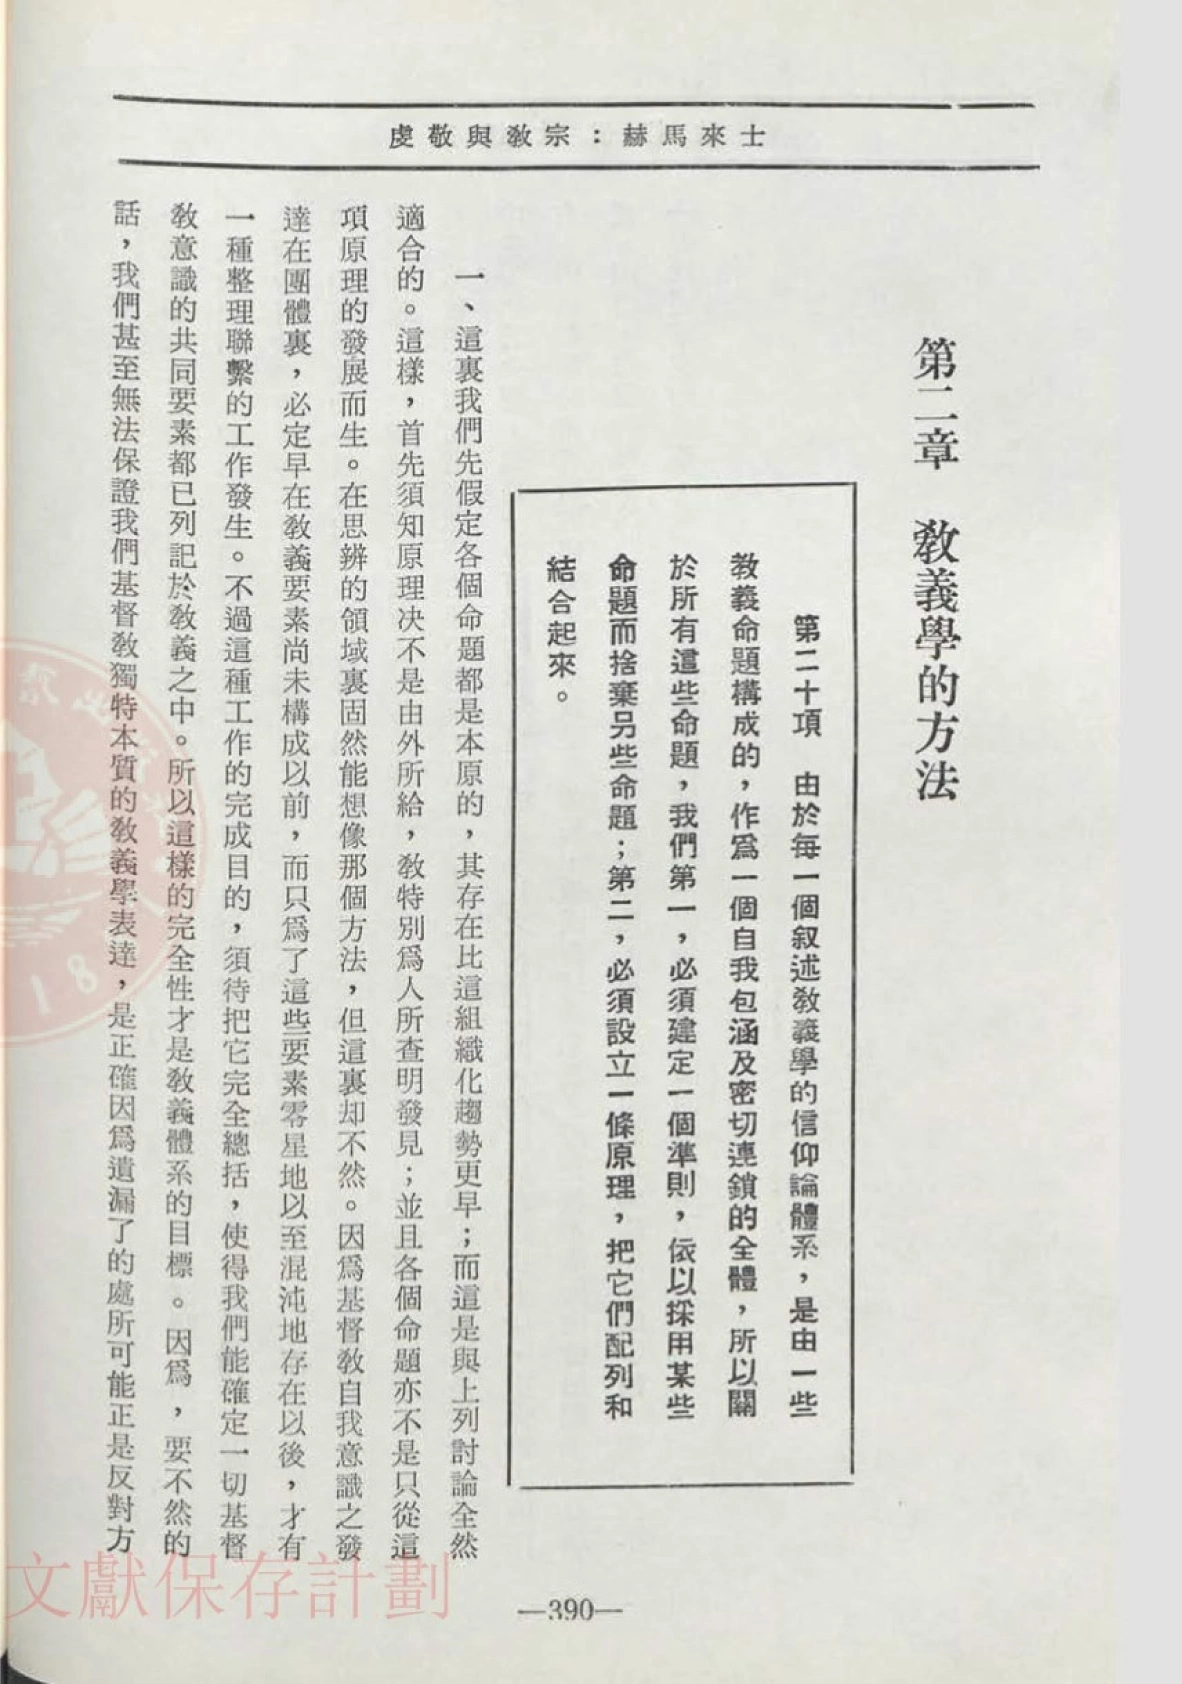 士來馬赫：宗教與敬虔
第二章　教義學的方法
第二十項　由於每一個叙述教義學的信仰論體系，是由一些
教義命題構成的，作爲一個自我包涵及密切連鎖的全體，所以關
於所有這些命題，我們第一，必須建定一個準則，依以採用某些
命題而捨棄另些命題；第二，必須設立一條原理，把它們配列和
結合起來。
一、這裏我們先假定各個命題都是本原的，其存在比這組織化趨勢更早；而這是與上列討論全然
適合的。這樣，首先須知原理決不是由外所給，教特別爲人所查明發見；並且各個命題亦不是只從這
項原理的發展而生。在思辨的領域裏固然能想像那個方法，但這裏却不然。因爲基督教自我意識之發
達在團體裏，必定早在教義要素尚未構成以前，而只爲了這些要素零星地以至混沌地存在以後，才有
一種整理聯繫的工作發生。不過這種工作的完成目的，須待把它完全總括，使得我們能確定一切基督
教意識的共同要素都已列記於教義之中。所以這樣的完全性才是教義體系的目標。因爲，要不然的
話，我們甚至無法保證我們基督教獨特本質的教義學表達，是正確因爲遺漏了的處所可能正是反對方
—390—
文獻保存計劃
18